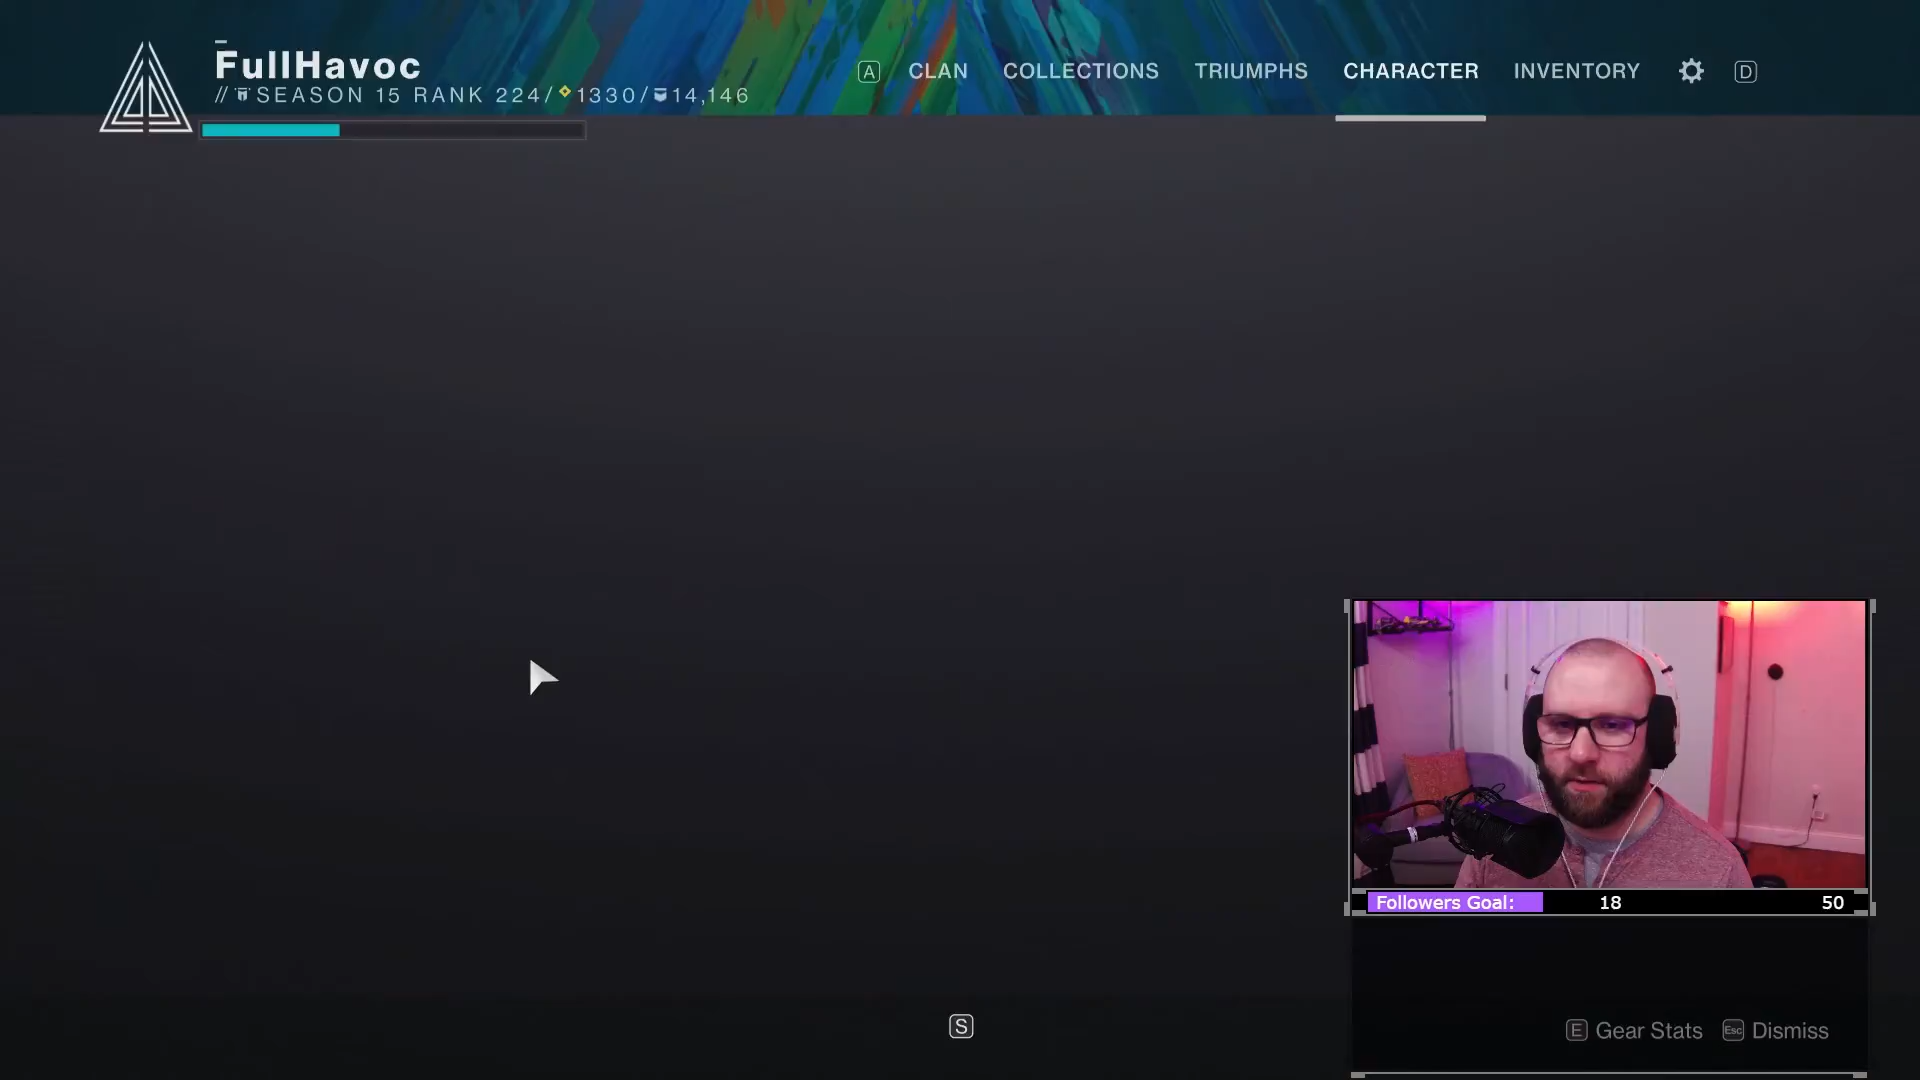 FullHavoc
// SEASON 15 RANK 224/ 1330/ 14,146
A CLAN COLLECTIONS TRIUMPHS CHARACTER INVENTORY D
Followers Goal: 18 50
S
E Gear Stats Esc Dismiss